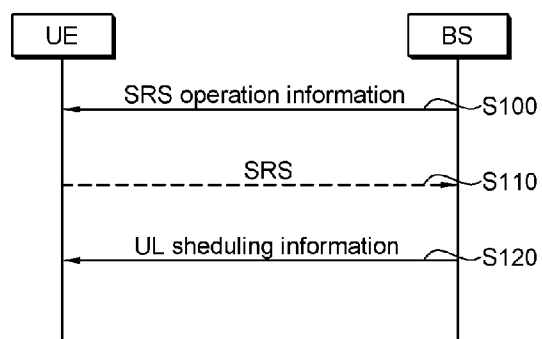 UE
BS
SRS operation information
S100
SRS
S110
UL sheduling information
S120